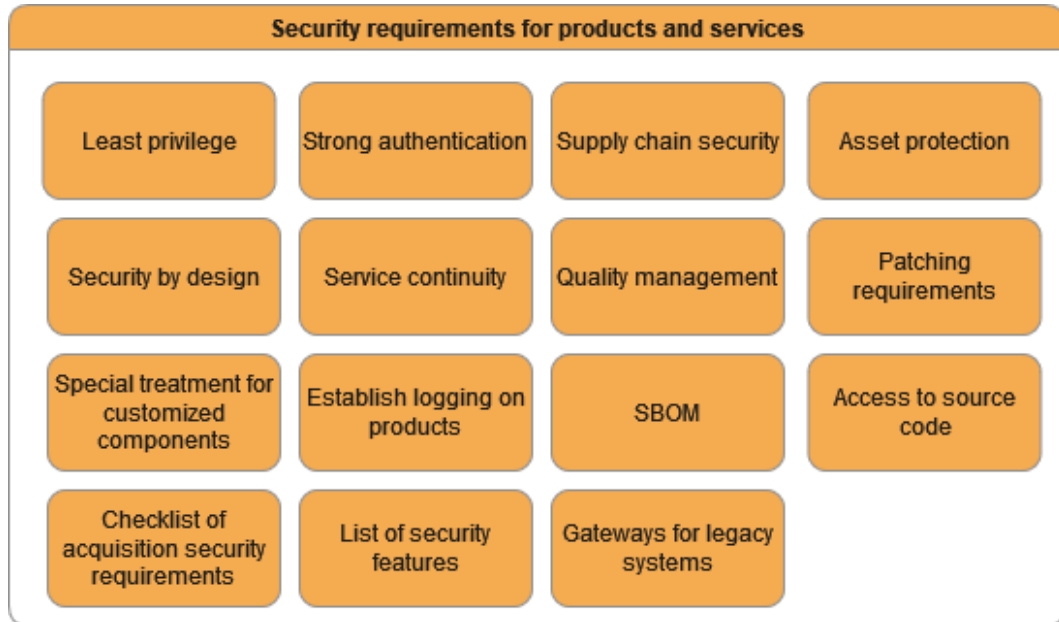 Security requirements for products and services
Least privilege
Strong authentication
Supply chain security
Asset protection
Security by design
Service continuity
Quality management
Patching
requirements
Special treatment for
customized
components
Establish logging on
products
SBOM
Access to source
code
Checklist of
acquisition security
requirements
List of security
features
Gateways for legacy
systems